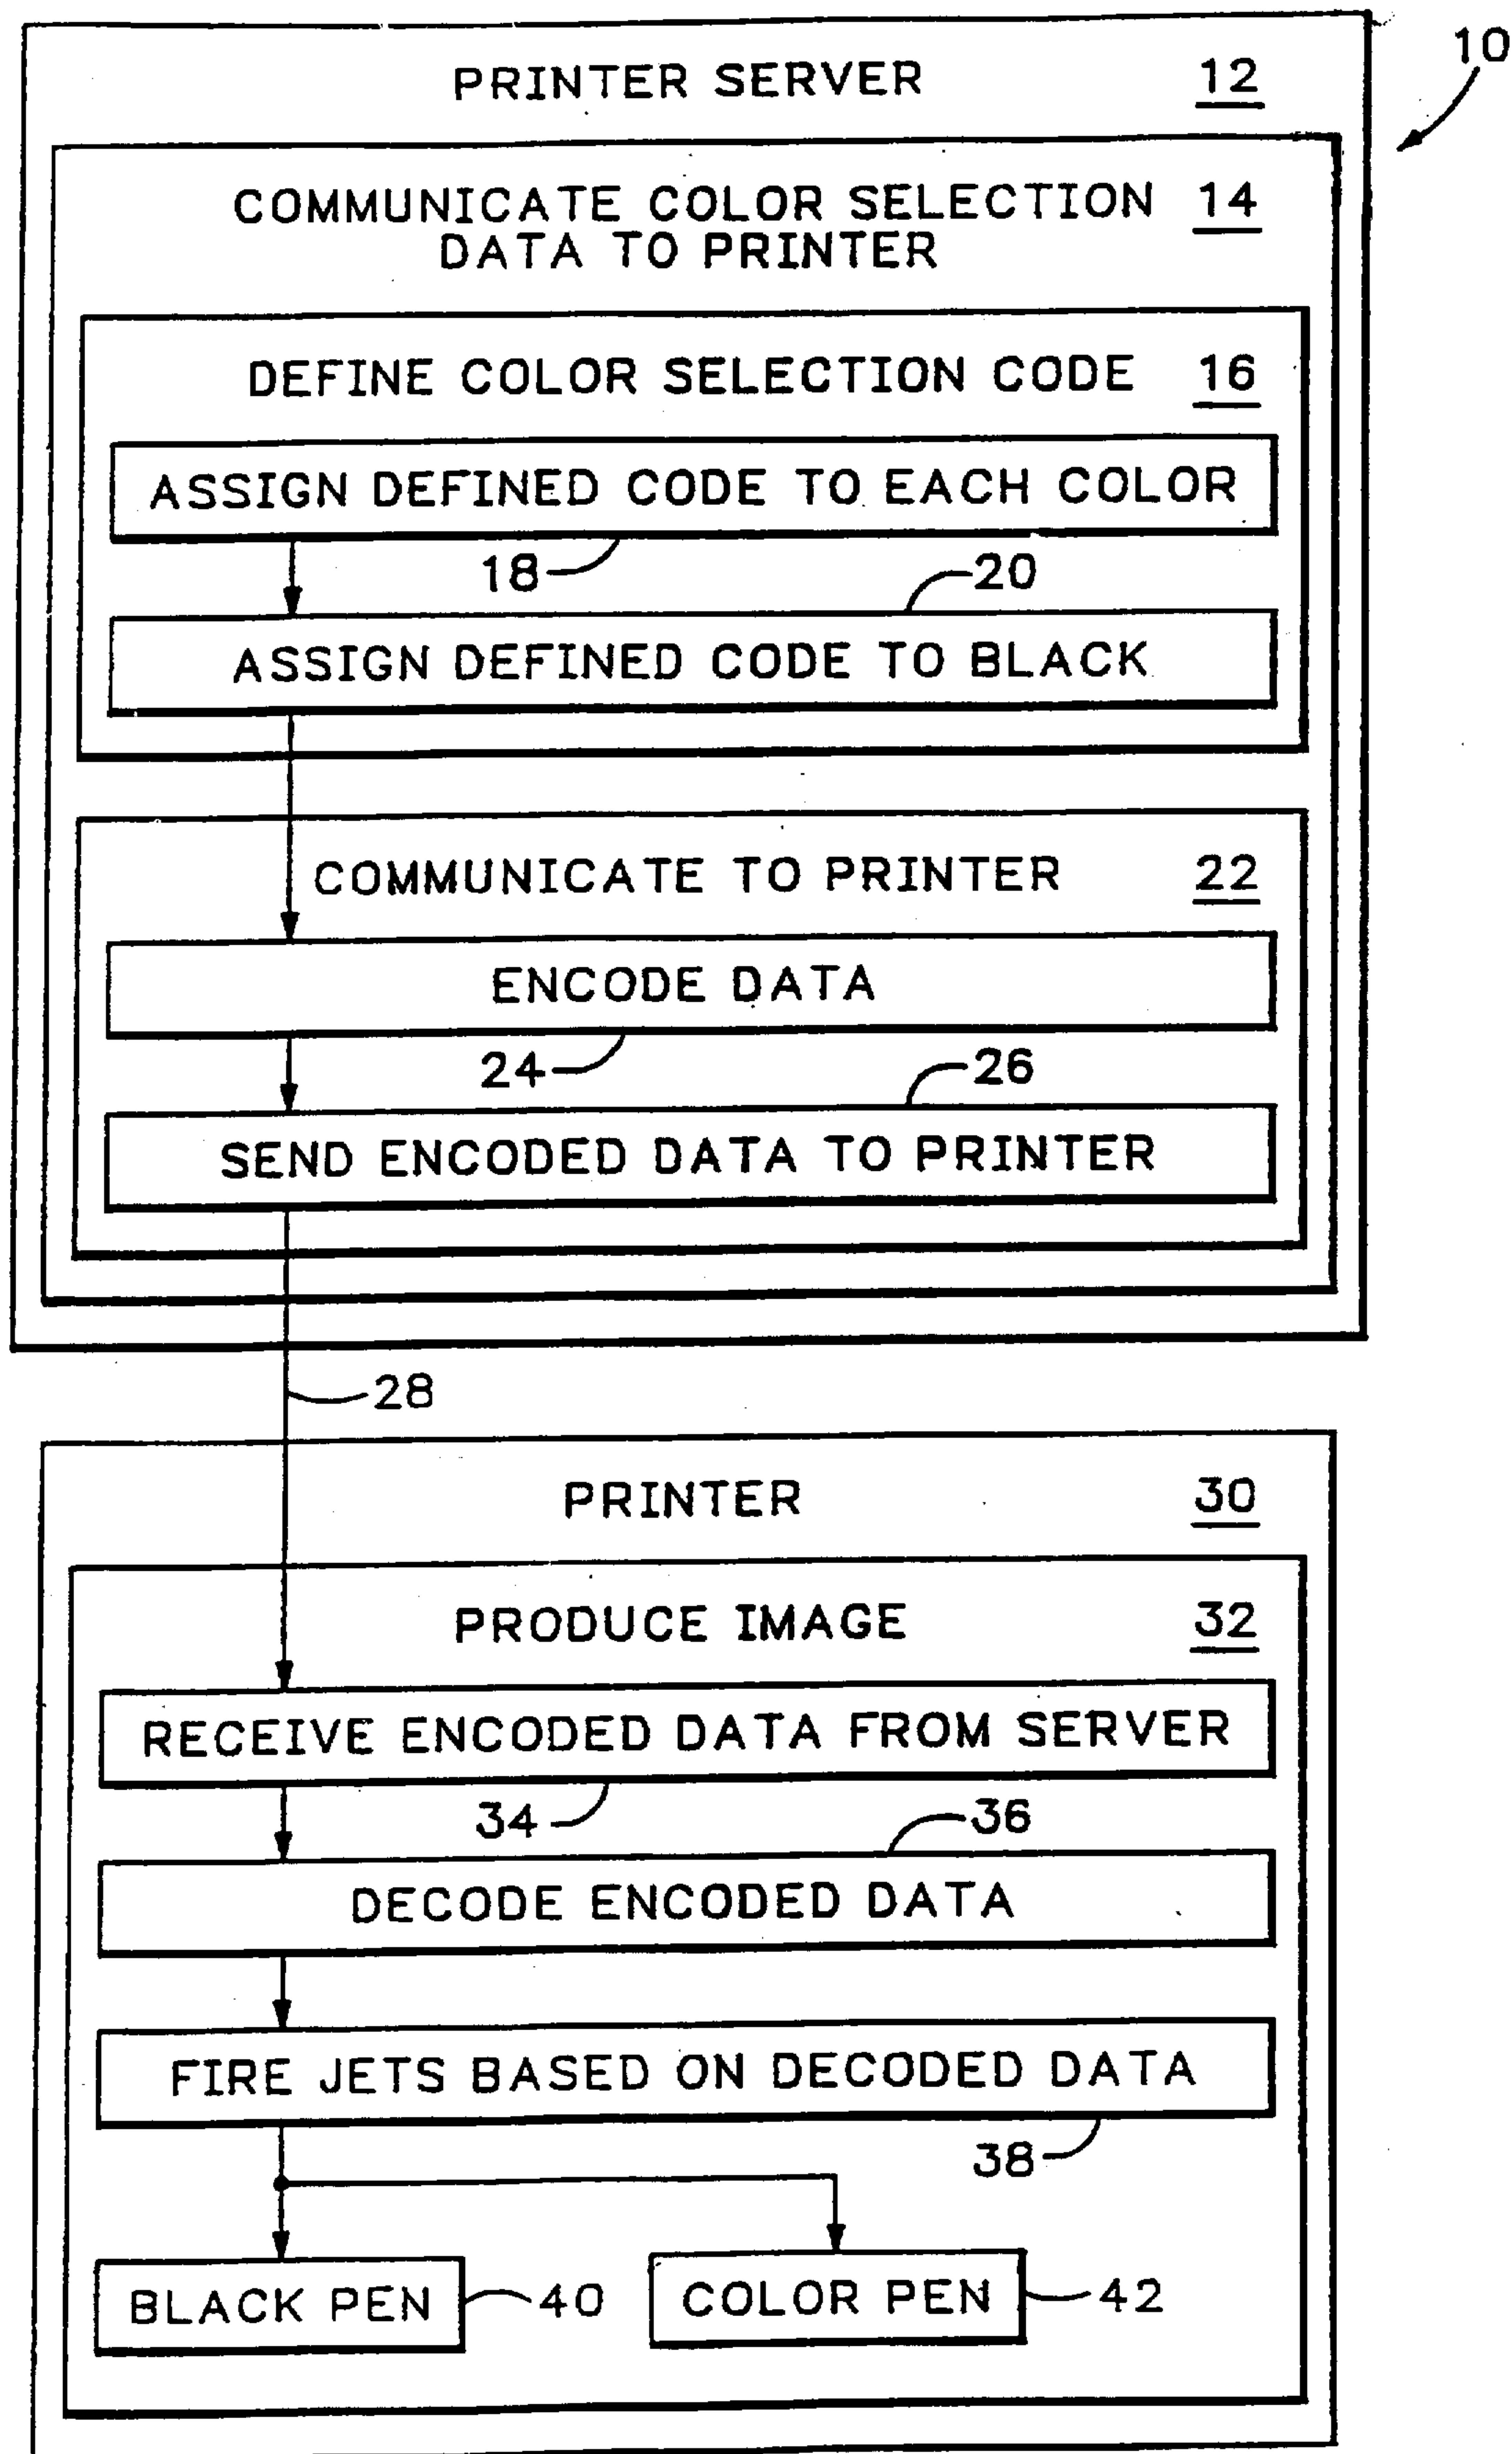 10
PRINTER SERVER 12
COMMUNICATE COLOR SELECTION 14
DATA TO PRINTER
DEFINE COLOR SELECTION CODE 16
ASSIGN DEFINED CODE TO EACH COLOR
18 20
ASSIGN DEFINED CODE TO BLACK
COMMUNICATE TO PRINTER 22
ENCODE DATA
24 26
SEND ENCODED DATA TO PRINTER
28
PRINTER 30
PRODUCE IMAGE 32
RECEIVE ENCODED DATA FROM SERVER
34 36
DECODE ENCODED DATA
FIRE JETS BASED ON DECODED DATA
38
BLACK PEN 40 COLOR PEN 42